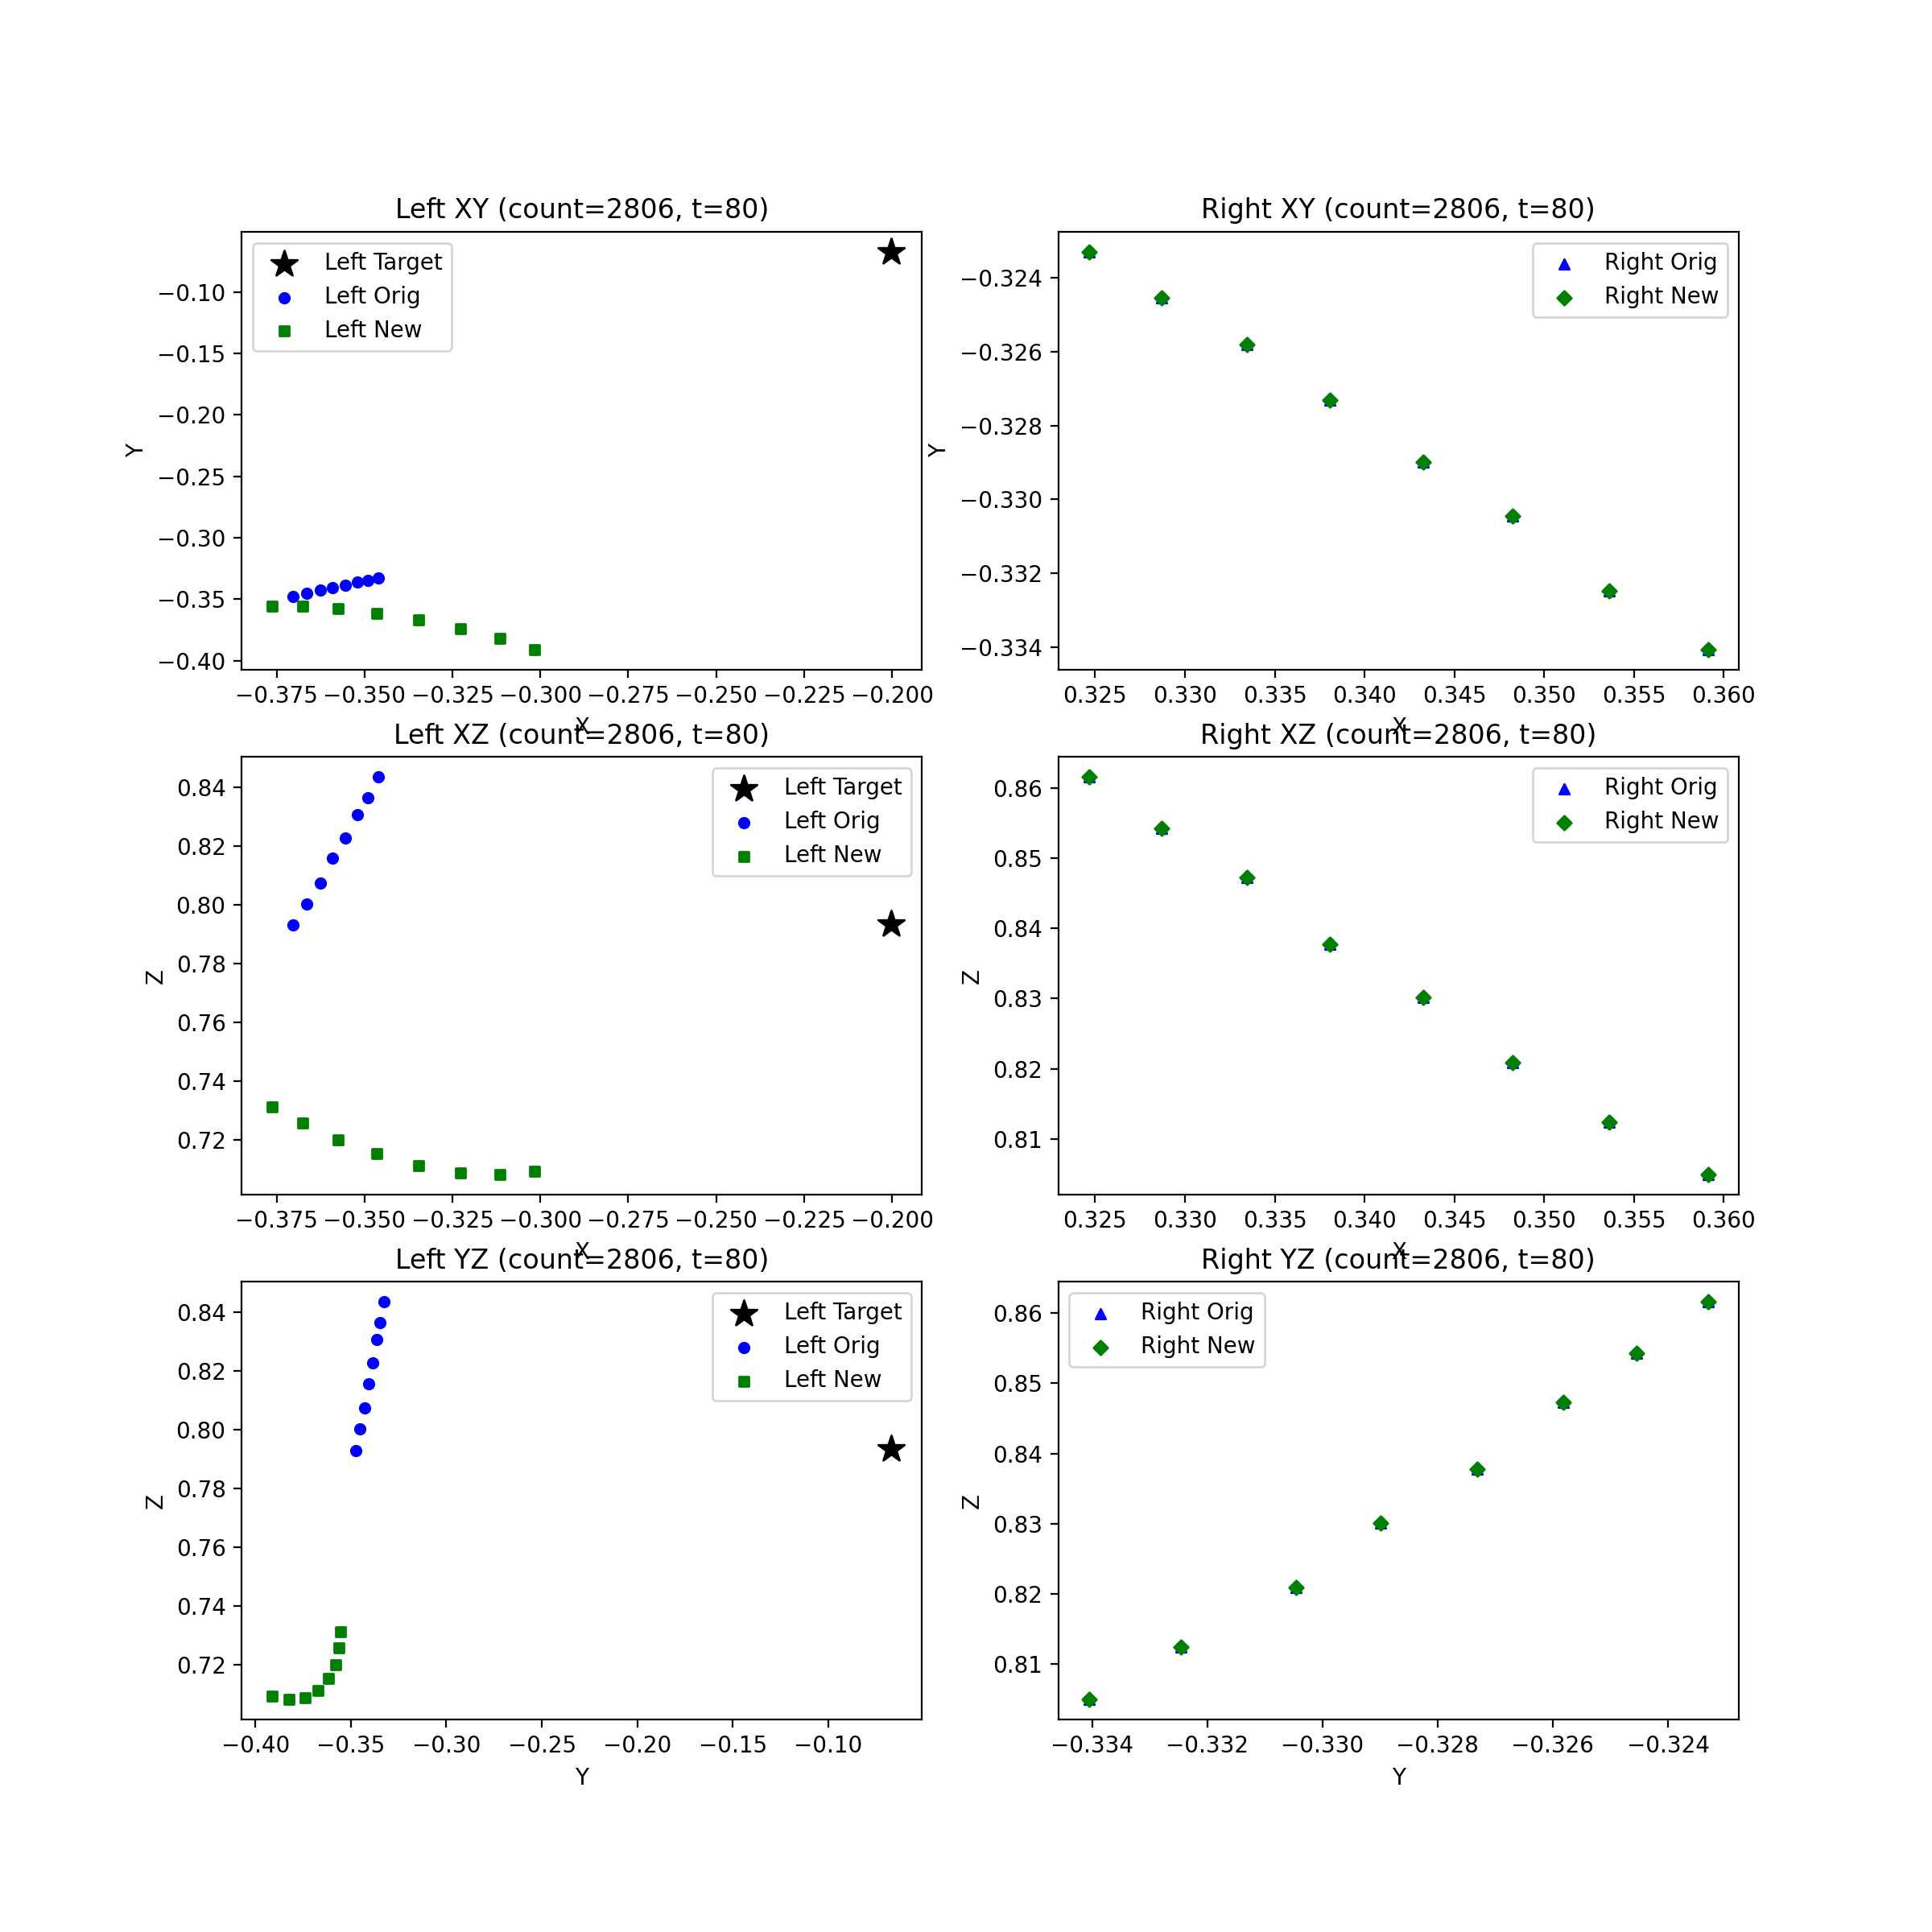 Left XY (count=2806, t=80)
Left Target
Left Orig
Left New
−0.10
−0.15
−0.20
−0.25
−0.30
−0.35
−0.40
Y
−0.375 −0.350 −0.325 −0.300 −0.275 −0.250 −0.225 −0.200
X
Right XY (count=2806, t=80)
Right Orig
Right New
−0.324
−0.326
−0.328
−0.330
−0.332
−0.334
Y
0.325 0.330 0.335 0.340 0.345 0.350 0.355 0.360
X
Left XZ (count=2806, t=80)
Left Target
Left Orig
Left New
0.84
0.82
0.80
0.78
0.76
0.74
0.72
Z
−0.375 −0.350 −0.325 −0.300 −0.275 −0.250 −0.225 −0.200
X
Right XZ (count=2806, t=80)
Right Orig
Right New
0.86
0.85
0.84
0.83
0.82
0.81
Z
0.325 0.330 0.335 0.340 0.345 0.350 0.355 0.360
X
Left YZ (count=2806, t=80)
Left Target
Left Orig
Left New
0.84
0.82
0.80
0.78
0.76
0.74
0.72
Z
−0.40 −0.35 −0.30 −0.25 −0.20 −0.15 −0.10
Y
Right YZ (count=2806, t=80)
Right Orig
Right New
0.86
0.85
0.84
0.83
0.82
0.81
Z
−0.334 −0.332 −0.330 −0.328 −0.326 −0.324
Y